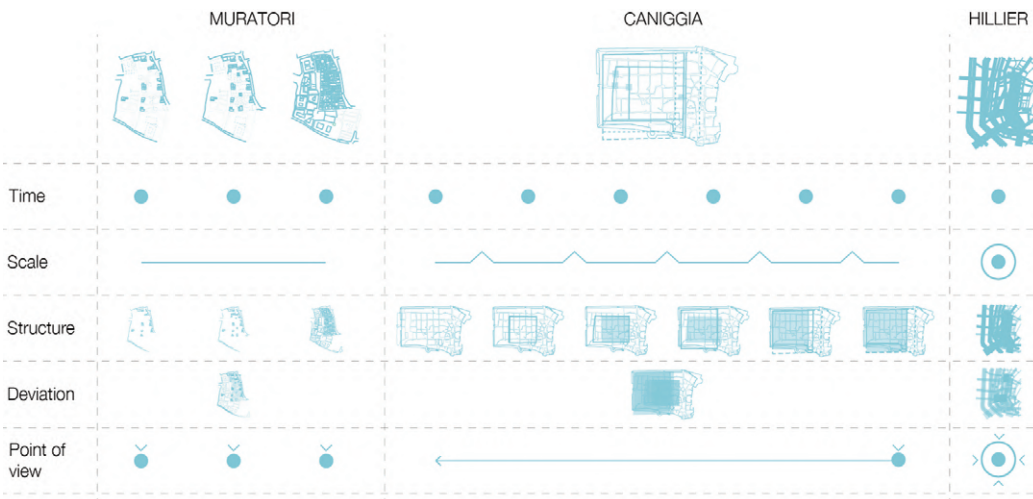 MURATORI
CANIGGIA
HILLIER
Time
Scale
Structure
Deviation
Point of
view